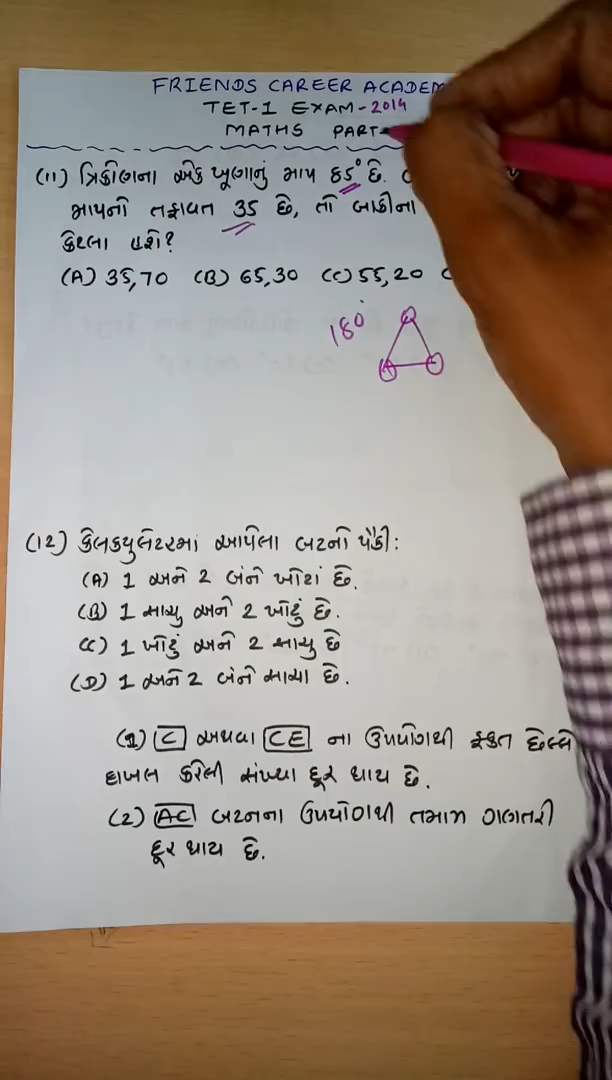 FRIENDS CAREER ACADEM
TET-1 EXAM-2014
MATHS PART-
(11) ત્રિકોણના એક ખૂણાનું માપ 85° છે.
માપનો તફાવત 35 છે, તો બાકીના
કેટલા હશે?
(A) 35,70 (B) 65,30 (C) 55,20
180°
(12) કેલક્યુલેટરમાં આપેલા બટનો પૈકી:
(A) 1 અને 2 બંને ખોટાં છે.
(B) 1 સાચુ અને 2 ખોટું છે.
(C) 1 ખોટું અને 2 સાચુ છે
(D) 1 અને 2 બંને સાચા છે.
(1) C અથવા CE ના ઉપયોગથી ફક્ત છેલ્લે
દાખલ કરેલી સંખ્યા દૂર થાય છે.
(2) AC બટનના ઉપયોગથી તમામ ગણતરી
દૂર થાય છે.